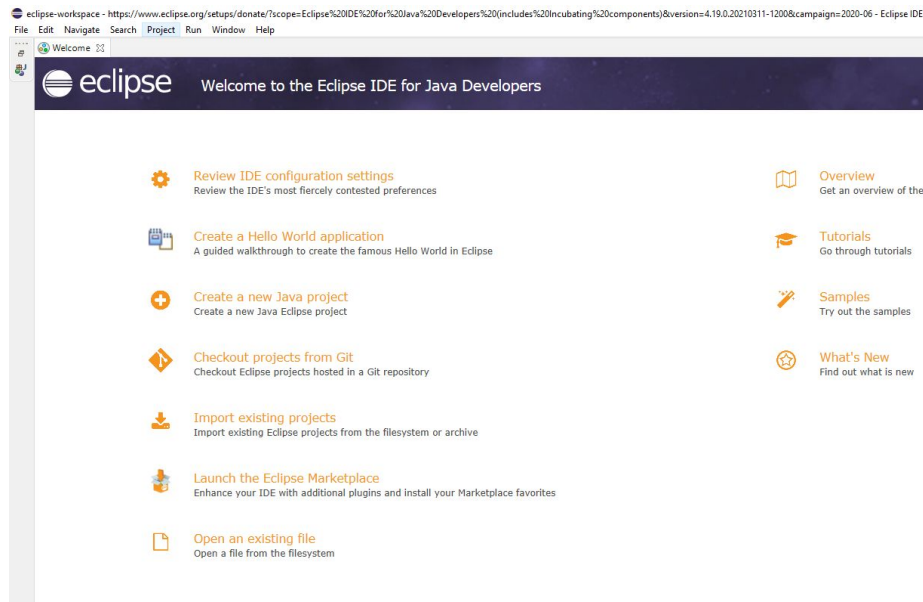 eclipse-workspace - https://www.eclipse.org/setups/donate/?scope=Eclipse%20IDE%20for%20Java%20Developers%20(includes%20Incubating%20components)&version=4.19.0.20210311-1200&campaign=2020-06 - Eclipse IDE
File Edit Navigate Search Project Run Window Help
Welcome
eclipse Welcome to the Eclipse IDE for Java Developers
Review IDE configuration settings
Review the IDE's most fiercely contested preferences
Create a Hello World application
A guided walkthrough to create the famous Hello World in Eclipse
Create a new Java project
Create a new Java Eclipse project
Checkout projects from Git
Checkout Eclipse projects hosted in a Git repository
Import existing projects
Import existing Eclipse projects from the filesystem or archive
Launch the Eclipse Marketplace
Enhance your IDE with additional plugins and install your Marketplace favorites
Open an existing file
Open a file from the filesystem
Overview
Get an overview of the
Tutorials
Go through tutorials
Samples
Try out the samples
What's New
Find out what is new